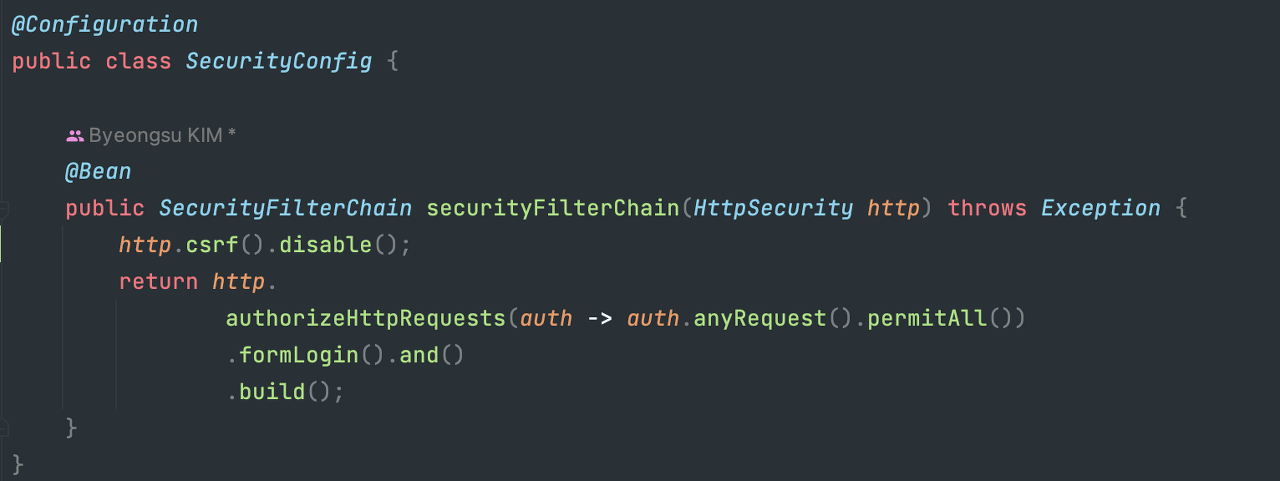 @Configuration
public class SecurityConfig {
Byeongsu KIM *
@Bean
public SecurityFilterChain securityFilterChain(HttpSecurity http) throws Exception {
http.csrf().disable();
return http.
authorizeHttpRequests(auth -> auth.anyRequest().permitAll())
.formLogin().and()
.build();
}
}